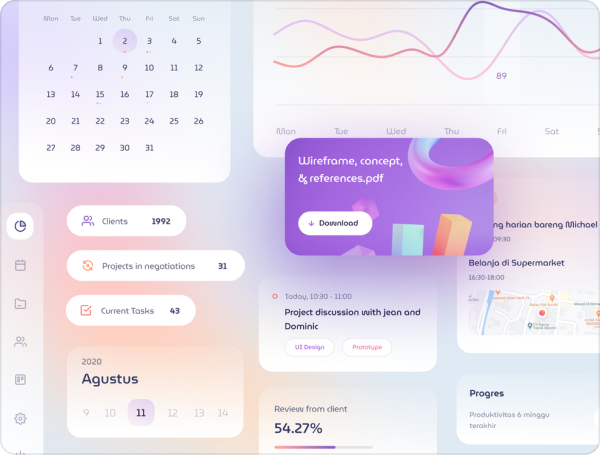 Mon Tue Wed Thu Fri Sat Sun
1 2 3 4 5
6 7 8 9 10 11 12
13 14 15 16 17 18 19
20 21 22 23 24 25 26
27 28 29 30 31
89
Mon Tue Wed Thu Fri Sat
Wireframe, concept,
& references.pdf
Download
Clients 1992
Projects in negotiations 31
Current Tasks 43
2020
Agustus
9 10 11 12 13 14
Today, 10:30 - 11:00
Project discussion with jean and
Dominic
UI Design Prototype
Review from client
54.27%
harian bareng Michael
09:30
Belanja di Supermarket
16:30-18:00
Progres
Produktivitas 6 minggu
terakhir